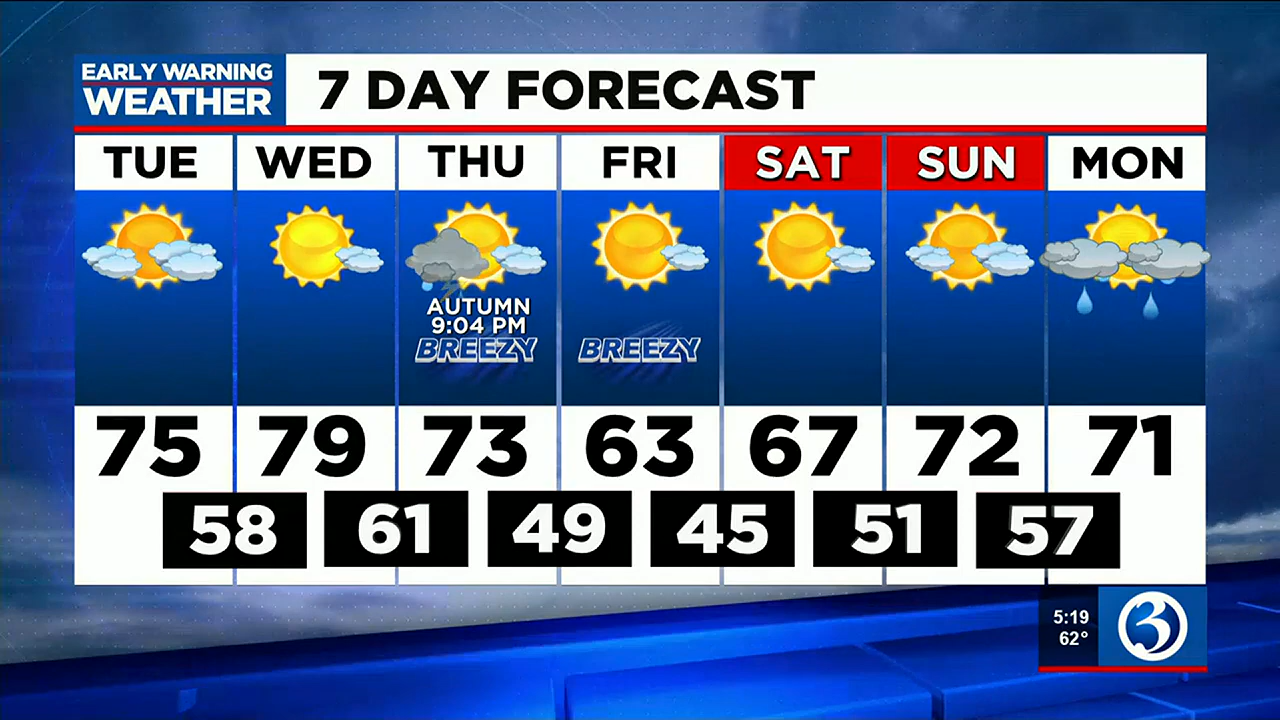 EARLY WARNING
WEATHER
7 DAY FORECAST
TUE WED THU FRI SAT SUN MON
AUTUMN
9:04 PM
BREEZY BREEZY
75 79 73 63 67 72 71
58 61 49 45 51 57
5:19
62°
3